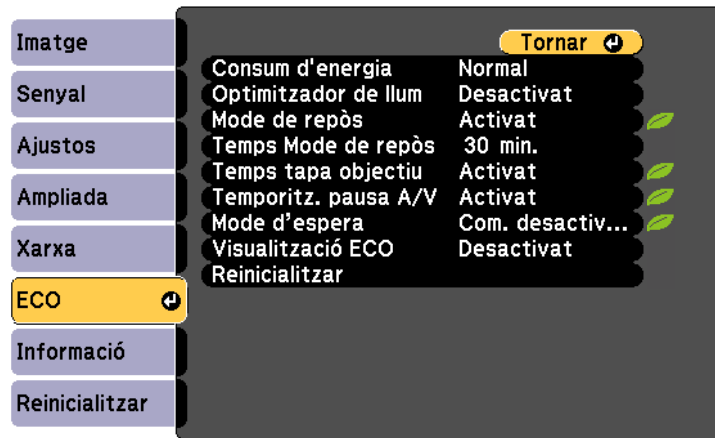 Imatge
Senyal
Ajustos
Ampliada
Xarxa
ECO
Informació
Reinicialitzar
Tornar
Consum d'energia Normal
Optimitzador de llum Desactivat
Mode de repòs Activat
Temps Mode de repòs 30 min.
Temps tapa objectiu Activat
Temporitz. pausa A/V Activat
Mode d’espera Com. desactiv...
Visualització ECO Desactivat
Reinicialitzar